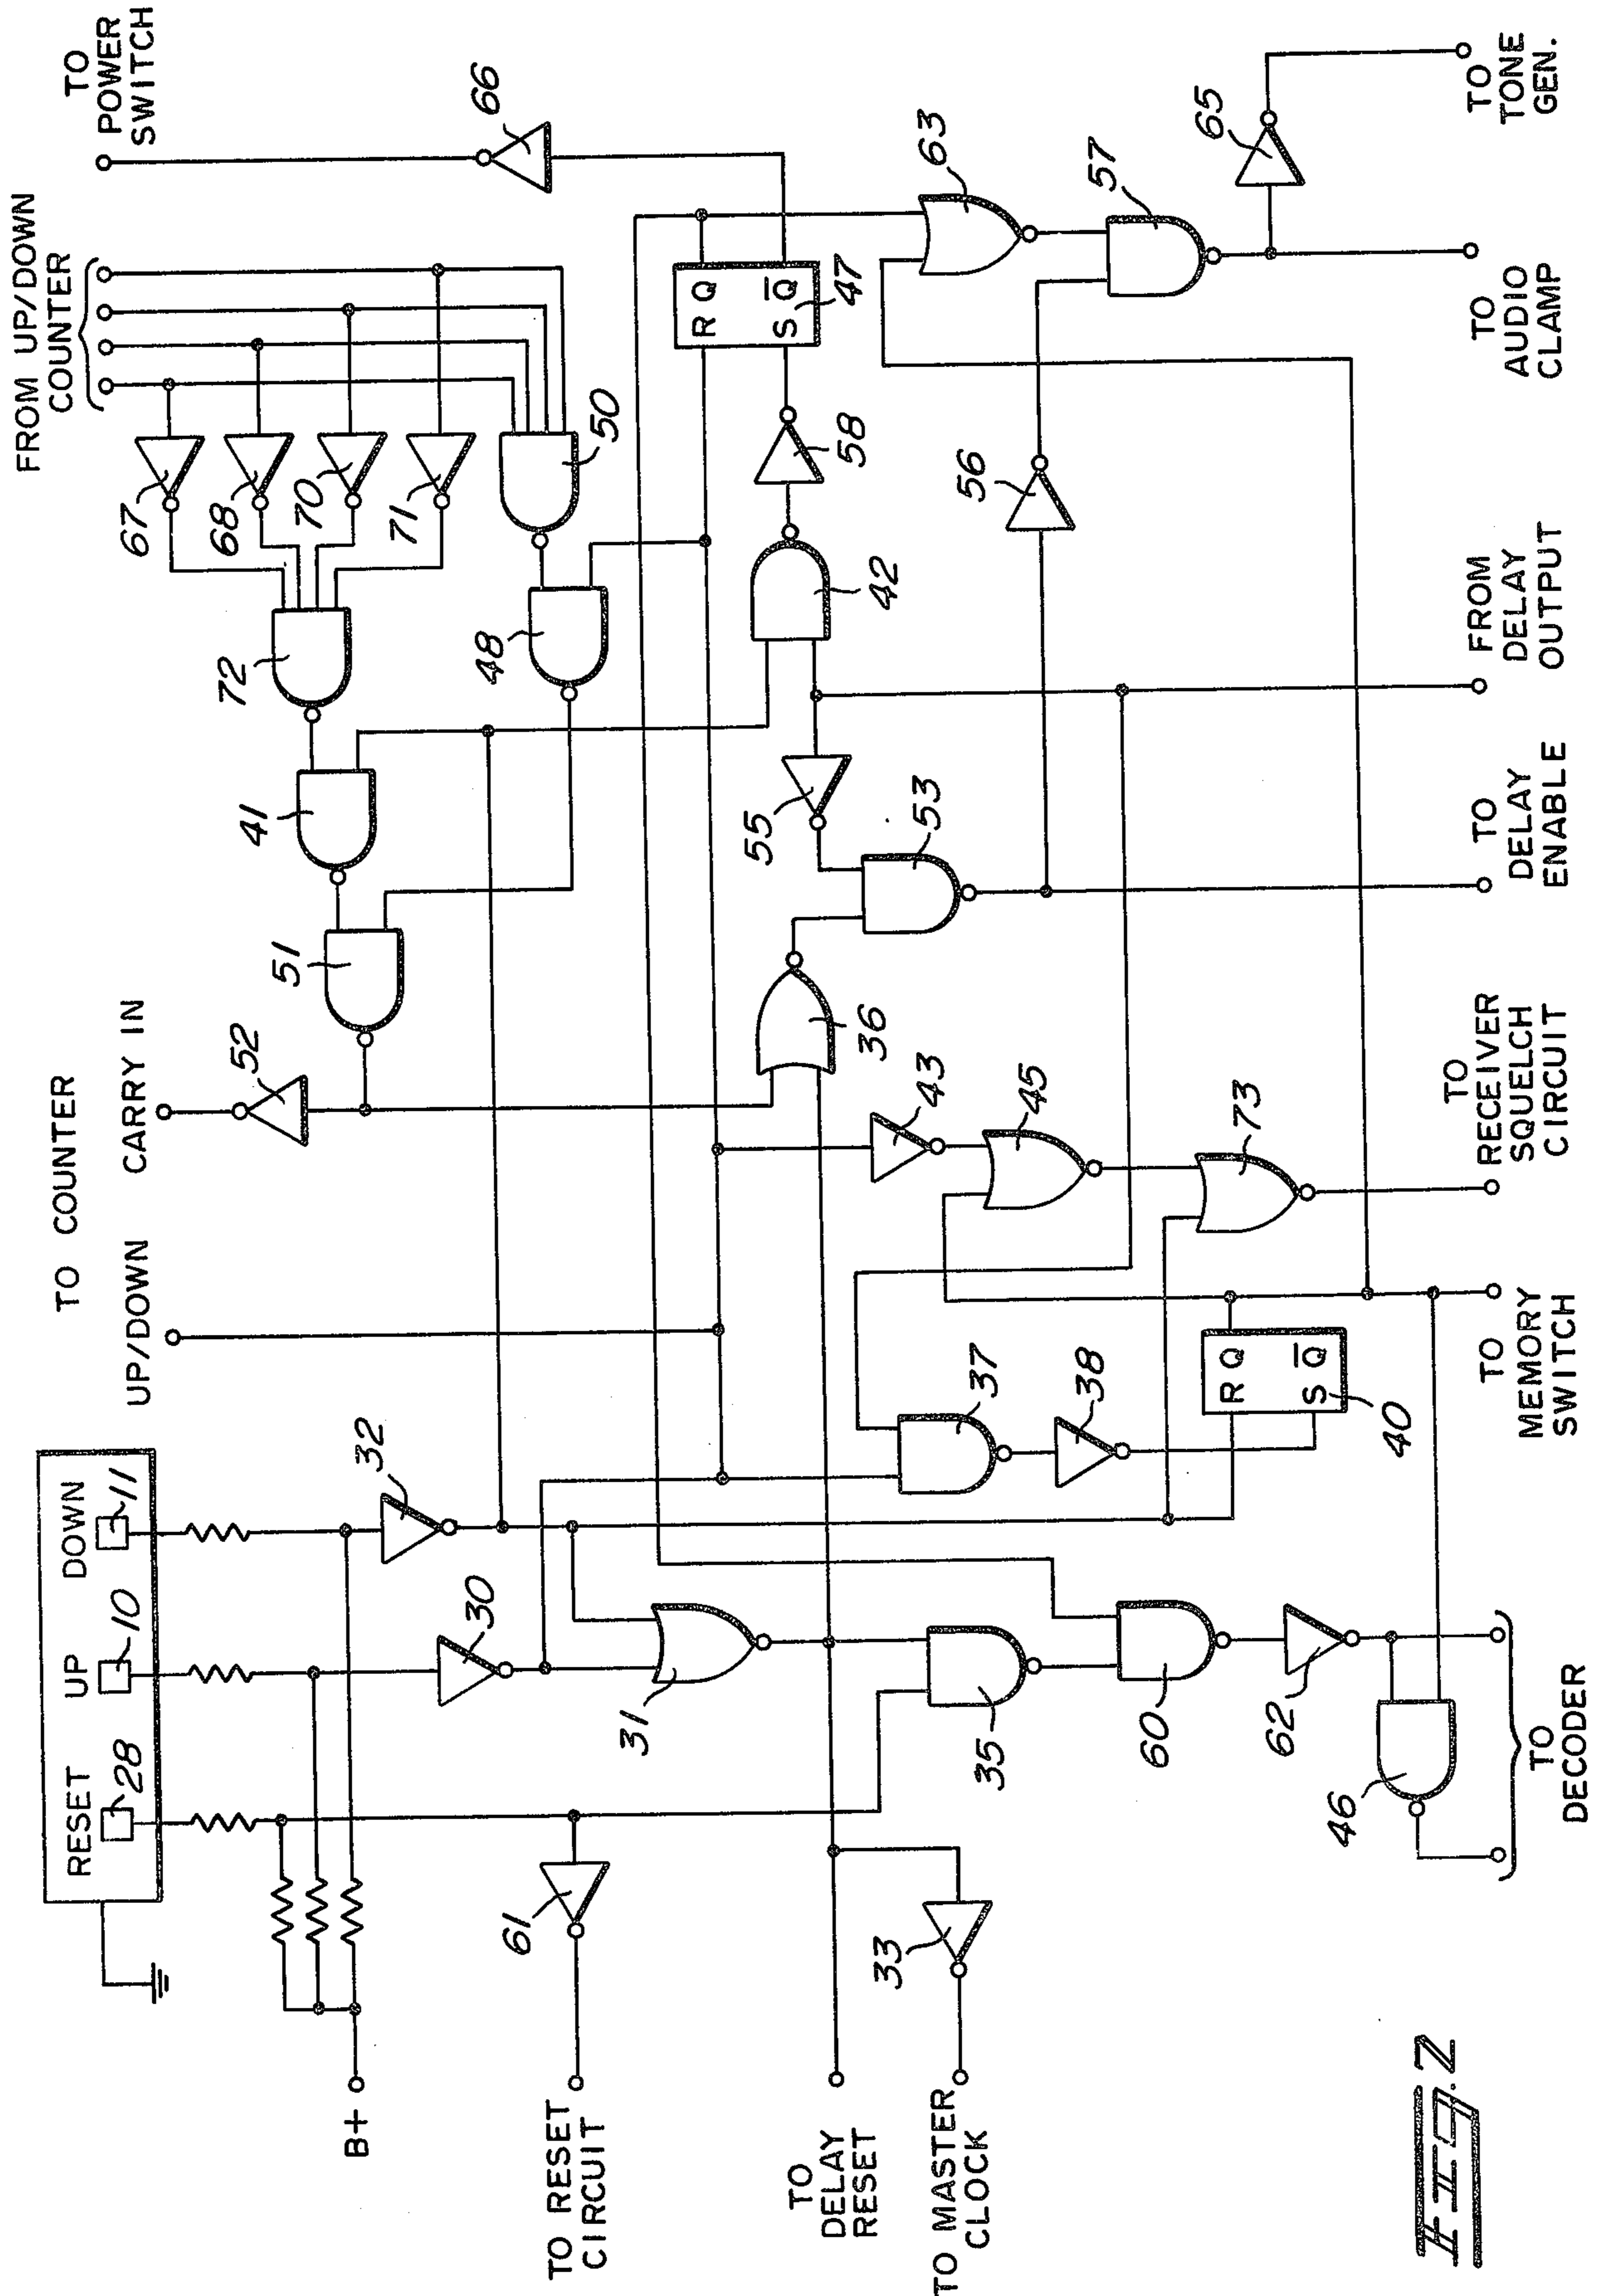 TO
POWER
SWITCH
66
FROM UP/DOWN
COUNTER
67
68
70
71
50
72
48
41
51
52
TO COUNTER
UP/DOWN CARRY IN
R Q
S Q̅
47
58
42
63
57
65
TO
TONE
GEN.
TO
AUDIO
CLAMP
56
FROM
DELAY
OUTPUT
55
53
TO
DELAY
ENABLE
36
43
45
73
TO
RECEIVER
SQUELCH
CIRCUIT
37
38
R Q
S Q̅
40
TO
MEMORY
SWITCH
RESET UP DOWN
28 10 11
32
30
31
35
60
62
46
TO
DECODER
61
33
B+
TO RESET
CIRCUIT
TO
DELAY
RESET
TO MASTER
CLOCK
FIG. 2